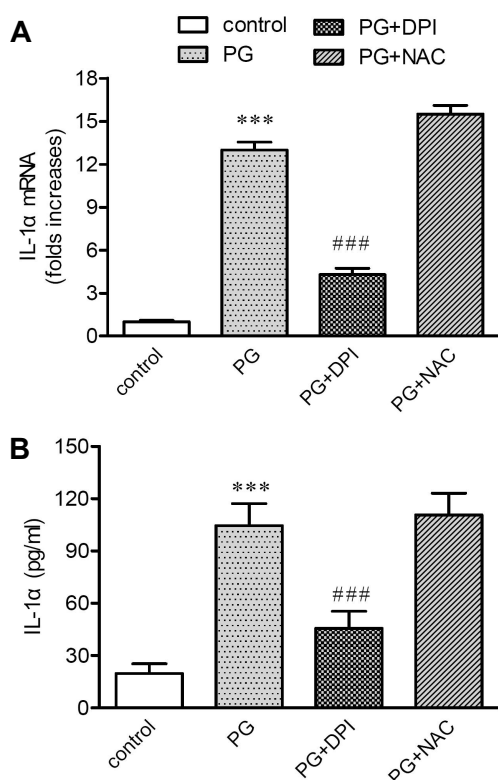 A
control
PG
PG+DPI
PG+NAC
IL-1α mRNA
(folds increases)
18
15
12
9
6
3
0
***
###
control
PG
PG+DPI
PG+NAC
B
IL-1α (pg/ml)
150
120
90
60
30
0
***
###
control
PG
PG+DPI
PG+NAC